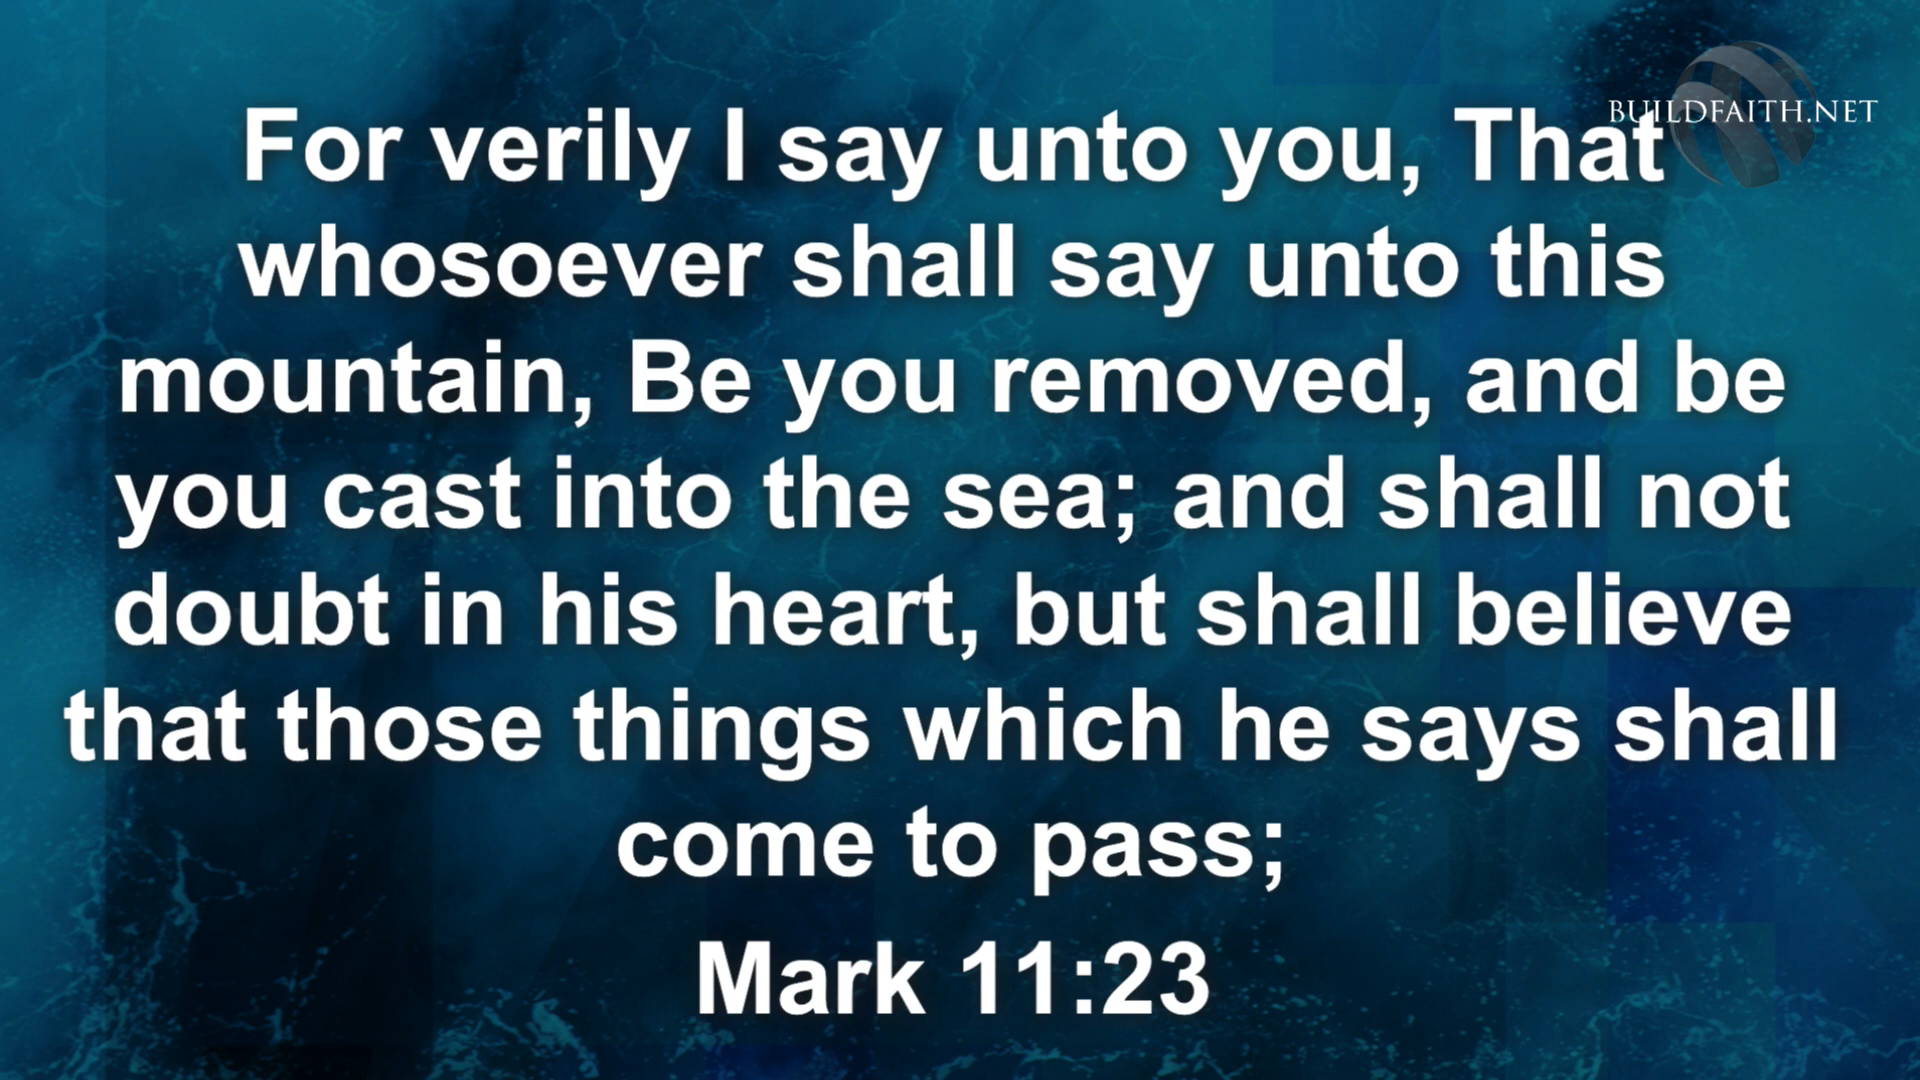 BUILDFAITH.NET
For verily I say unto you, That
whosoever shall say unto this
mountain, Be you removed, and be
you cast into the sea; and shall not
doubt in his heart, but shall believe
that those things which he says shall
come to pass;
Mark 11:23